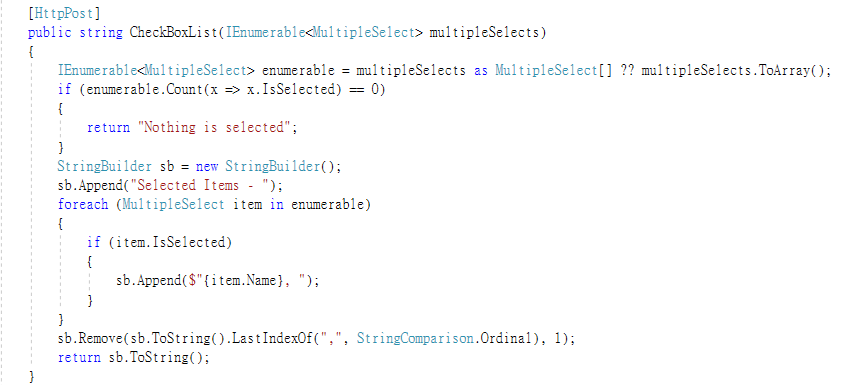 [HttpPost]
public string CheckBoxList(IEnumerable<MultipleSelect> multipleSelects)
{
IEnumerable<MultipleSelect> enumerable = multipleSelects as MultipleSelect[] ?? multipleSelects.ToArray();
if (enumerable.Count(x => x.IsSelected) == 0)
{
return "Nothing is selected";
}
StringBuilder sb = new StringBuilder();
sb.Append("Selected Items - ");
foreach (MultipleSelect item in enumerable)
{
if (item.IsSelected)
{
sb.Append($"{item.Name}, ");
}
}
sb.Remove(sb.ToString().LastIndexOf(",", StringComparison.Ordinal), 1);
return sb.ToString();
}